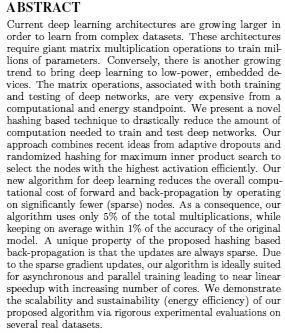 ABSTRACT
Current deep learning architectures are growing larger in
order to learn from complex datasets. These architectures
require giant matrix multiplication operations to train mil-
lions of parameters. Conversely, there is another growing
trend to bring deep learning to low-power, embedded de-
vices. The matrix operations, associated with both training
and testing of deep networks, are very expensive from a
computational and energy standpoint. We present a novel
hashing based technique to drastically reduce the amount of
computation needed to train and test deep networks. Our
approach combines recent ideas from adaptive dropouts and
randomized hashing for maximum inner product search to
select the nodes with the highest activation efficiently. Our
new algorithm for deep learning reduces the overall compu-
tational cost of forward and back-propagation by operating
on significantly fewer (sparse) nodes. As a consequence, our
algorithm uses only 5% of the total multiplications, while
keeping on average within 1% of the accuracy of the original
model. A unique property of the proposed hashing based
back-propagation is that the updates are always sparse. Due
to the sparse gradient updates, our algorithm is ideally suited
for asynchronous and parallel training leading to near linear
speedup with increasing number of cores. We demonstrate
the scalability and sustainability (energy efficiency) of our
proposed algorithm via rigorous experimental evaluations on
several real datasets.